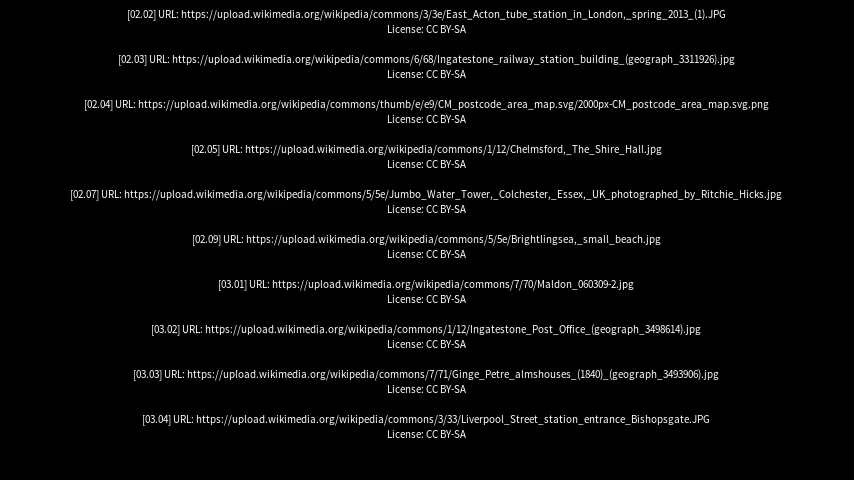 [02.02] URL: https://upload.wikimedia.org/wikipedia/commons/3/3e/East_Acton_tube_station_in_London,_spring_2013_(1).JPG
License: CC BY-SA
[02.03] URL: https://upload.wikimedia.org/wikipedia/commons/6/68/Ingatestone_railway_station_building_(geograph_3311926).jpg
License: CC BY-SA
[02.04] URL: https://upload.wikimedia.org/wikipedia/commons/thumb/e/e9/CM_postcode_area_map.svg/2000px-CM_postcode_area_map.svg.png
License: CC BY-SA
[02.05] URL: https://upload.wikimedia.org/wikipedia/commons/1/12/Chelmsford,_The_Shire_Hall.jpg
License: CC BY-SA
[02.07] URL: https://upload.wikimedia.org/wikipedia/commons/5/5e/Jumbo_Water_Tower,_Colchester,_Essex,_UK_photographed_by_Ritchie_Hicks.jpg
License: CC BY-SA
[02.09] URL: https://upload.wikimedia.org/wikipedia/commons/5/5e/Brightlingsea,_small_beach.jpg
License: CC BY-SA
[03.01] URL: https://upload.wikimedia.org/wikipedia/commons/7/70/Maldon_060309-2.jpg
License: CC BY-SA
[03.02] URL: https://upload.wikimedia.org/wikipedia/commons/1/12/Ingatestone_Post_Office_(geograph_3498614).jpg
License: CC BY-SA
[03.03] URL: https://upload.wikimedia.org/wikipedia/commons/7/71/Ginge_Petre_almshouses_(1840)_(geograph_3493906).jpg
License: CC BY-SA
[03.04] URL: https://upload.wikimedia.org/wikipedia/commons/3/33/Liverpool_Street_station_entrance_Bishopsgate.JPG
License: CC BY-SA